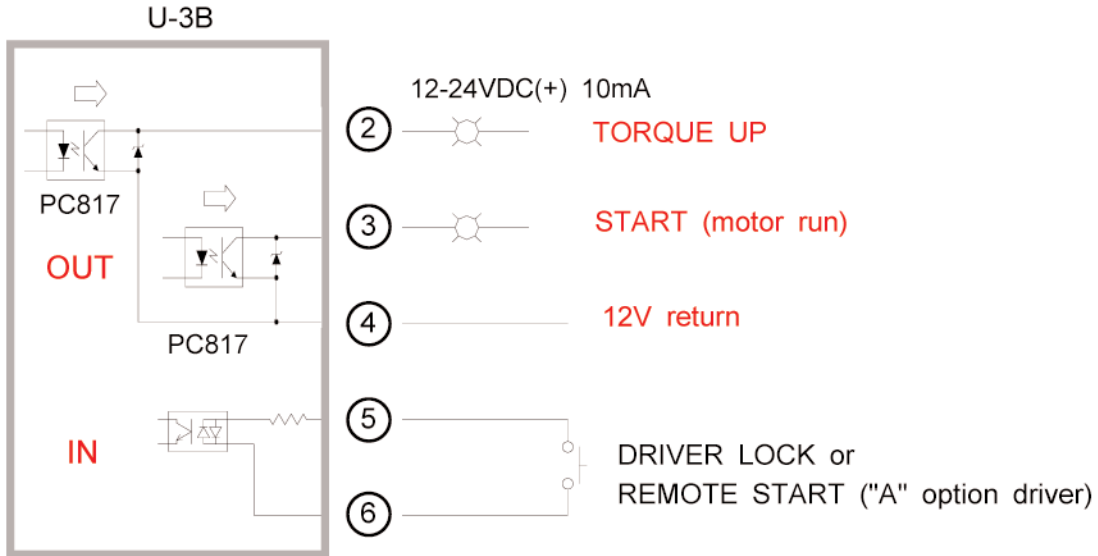 U-3B
12-24VDC(+) 10mA
2
TORQUE UP
PC817
3
START (motor run)
OUT
4
12V return
PC817
5
IN
DRIVER LOCK or
REMOTE START ("A" option driver)
6